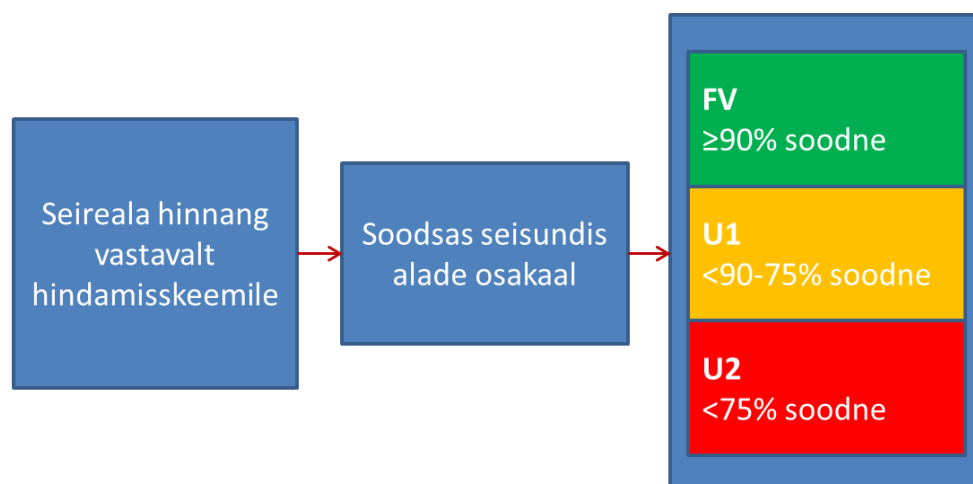 Seireala hinnang
vastavalt
hindamisskeemile
Soodsas seisundis
alade osakaal
FV
≥90% soodne
U1
<90-75% soodne
U2
<75% soodne